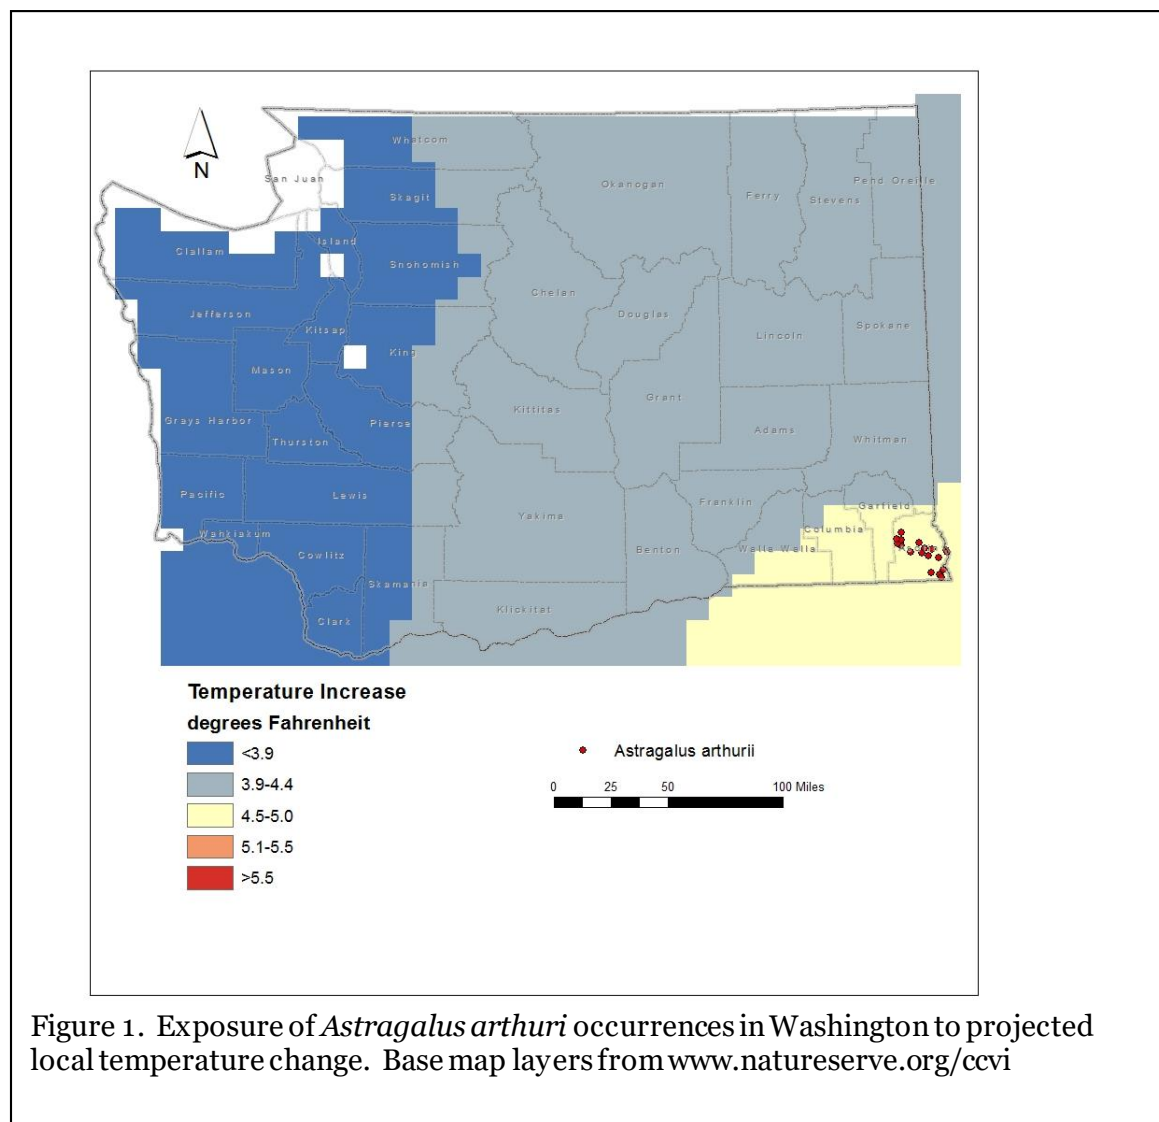 N
San Juan
Whatcom
Skagit
Okanogan
Ferry
Stevens
Pend Oreille
Clallam
Island
Snohomish
Chelan
Douglas
Jefferson
Kitsap
King
Lincoln
Spokane
Mason
Grays Harbor
Thurston
Pierce
Kittitas
Grant
Adams
Whitman
Pacific
Lewis
Yakima
Franklin
Garfield
Columbia
Wahkiakum
Cowlitz
Skamania
Benton
Walla Walla
Clark
Klickitat
Temperature Increase
degrees Fahrenheit
<3.9
3.9-4.4
4.5-5.0
5.1-5.5
>5.5
Astragalus arthurii
0 25 50 100 Miles
Figure 1. Exposure of Astragalus arthuri occurrences in Washington to projected
local temperature change. Base map layers from www.natureserve.org/ccvi